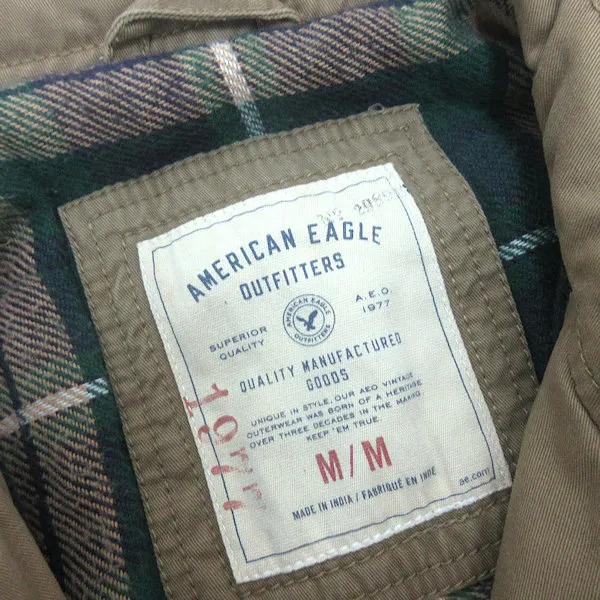 AMERICAN EAGLE
OUTFITTERS
SUPERIOR
QUALITY
AMERICAN EAGLE
OUTFITTERS
A.E.O.
1977
QUALITY MANUFACTURED
GOODS
UNIQUE IN STYLE, OUR AEO VINTAGE
OUTERWEAR WAS BORN OF A HERITAGE
OVER THREE DECADES IN THE MAKING
KEEP 'EM TRUE.
1977
M/M
MADE IN INDIA / FABRIQUÉ EN INDE
ae.com